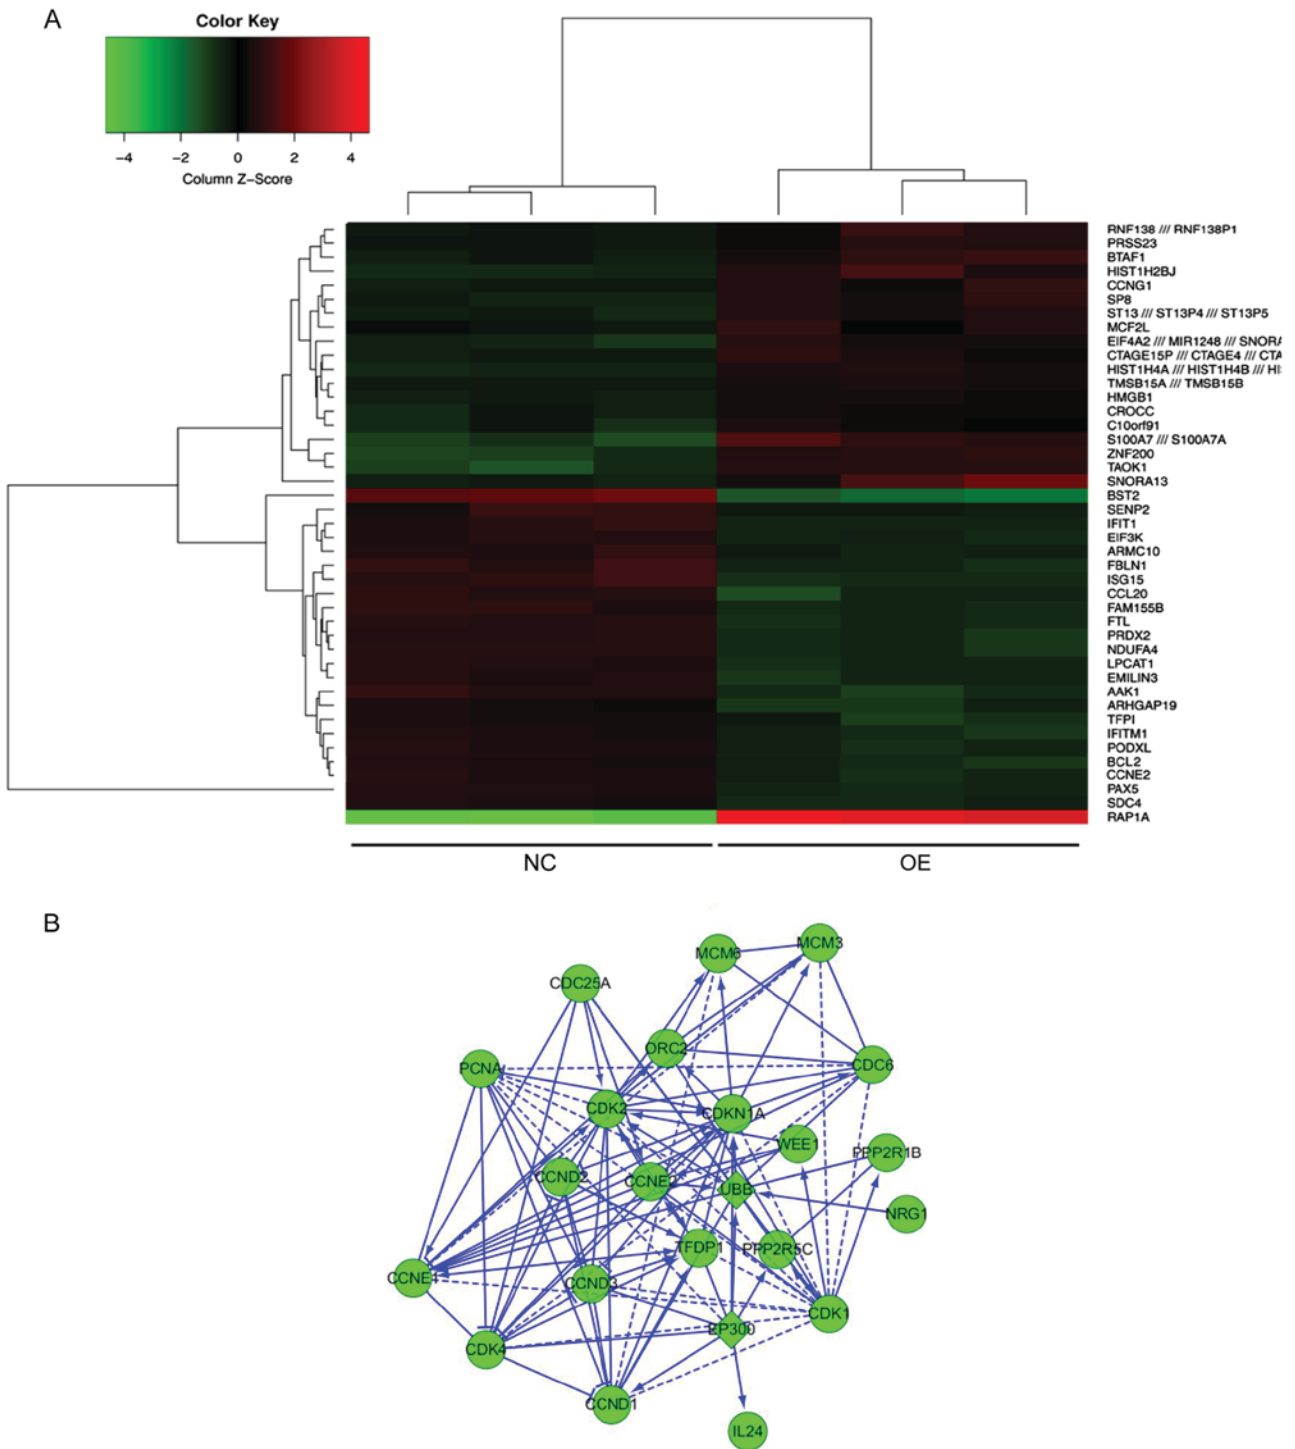 A
Color Key
−4 −2 0 2 4
Column Z-Score
RNF138 /// RNF138P1
PRSS23
BTAF1
HIST1H2BJ
CCNG1
SP8
ST13 /// ST13P4 /// ST13P5
MCF2L
EIF4A2 /// MIR1248 /// SNOR
CTAGE15P /// CTAGE4 /// CTA
HIST1H4A /// HIST1H4B /// HI
TMSB15A /// TMSB15B
HMGB1
CROCC
C10orf91
S100A7 /// S100A7A
ZNF200
TAOK1
SNORA13
BST2
SENP2
IFIT1
EIF3K
ARMC10
FBLN1
ISG15
CCL20
FAM155B
FTL
PRDX2
NDUFA4
LPCAT1
EMILIN3
AAK1
ARHGAP19
TFPI
IFITM1
PODXL
BCL2
CCNE2
PAX5
SDC4
RAP1A
NC OE
B
MCM3
MCM6
CDC25A
ORC2
CDC6
PCNA
CDK2
CDKN1A
WEE1
PPP2R1B
CCND2
CCNE2
UBB
NRG1
TFDP1
PPP2R5C
CCNE1
CCND3
CDK1
EP300
CDK4
CCND1
IL24